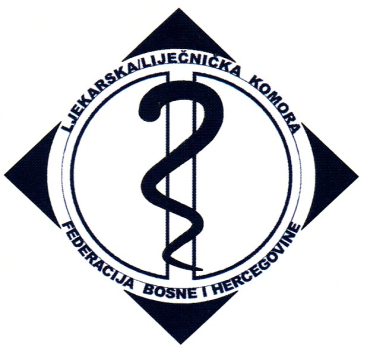 LJEKARSKA/LIJEČNIČKA KOMORA
FEDERACIJA BOSNE I HERCEGOVINE